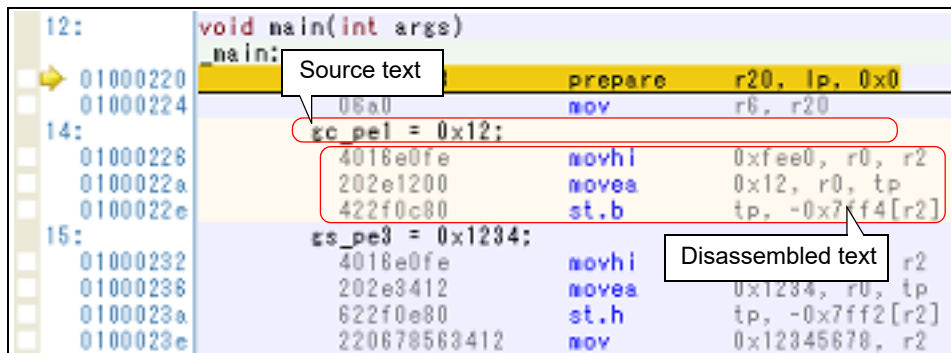 12: void main(int args)
_main:
01000220 prepare r20, lp, 0x0
Source text
01000224 06a0 mov r6, r20
14: gc_pe1 = 0x12;
01000226 4016e0fe movhi 0xfee0, r0, r2
0100022a 202e1200 movea 0x12, r0, tp
0100022e 422f0c80 st.b tp, -0x7ff4[r2]
15: gs_pe3 = 0x1234;
Disassembled text
01000232 4016e0fe movhi r2
01000236 202e3412 movea 0x1234, r0, tp
0100023a 622f0e80 st.h tp, -0x7ff2[r2]
0100023e 220678563412 mov 0x12345678, r2